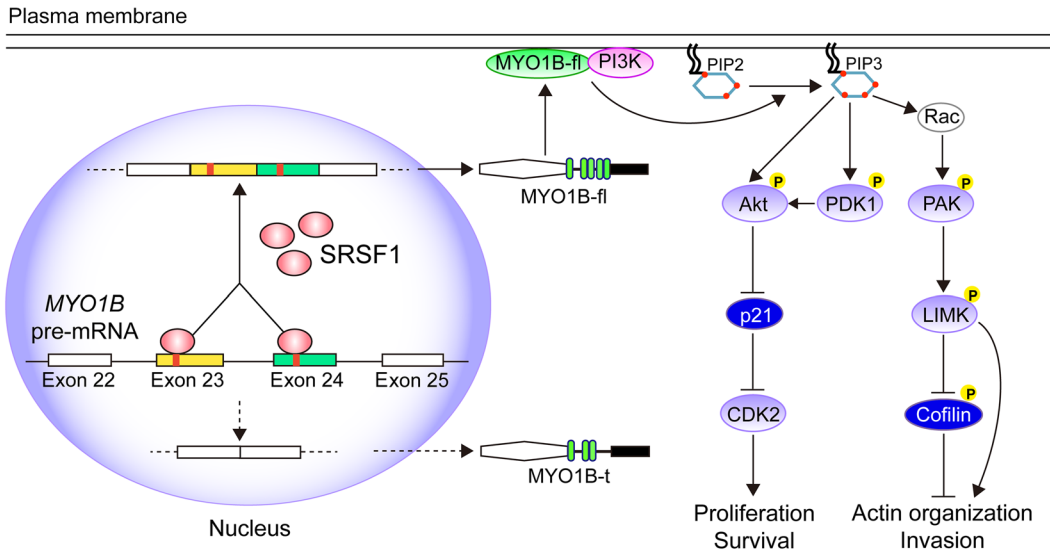 Plasma membrane
MYO1B-fl
PI3K
PIP2
PIP3
Rac
MYO1B-fl
SRSF1
Akt
P
PDK1
P
PAK
P
MYO1B
pre-mRNA
p21
LIMK
P
Exon 22
Exon 23
Exon 24
Exon 25
CDK2
Cofilin
P
MYO1B-t
Nucleus
Proliferation
Survival
Actin organization
Invasion